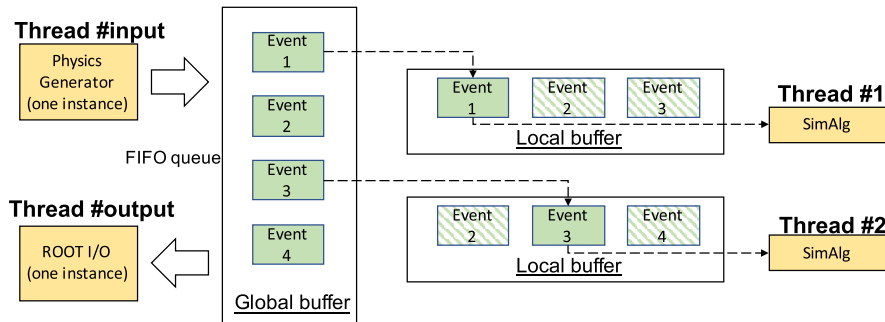 Thread #input
Physics
Generator
(one instance)
FIFO queue
Thread #output
ROOT I/O
(one instance)
Event
1
Event
2
Event
3
Event
4
Global buffer
Event
1
Event
2
Event
3
Local buffer
Thread #1
SimAlg
Event
2
Event
3
Event
4
Local buffer
Thread #2
SimAlg